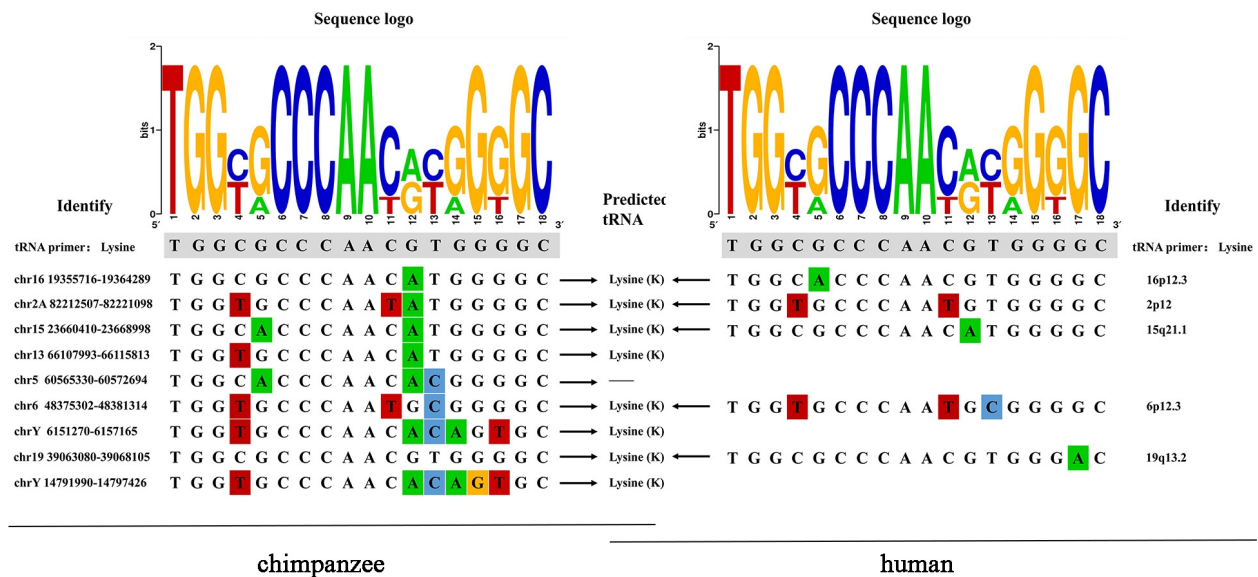 Sequence logo
Sequence logo
2
bits
1
0
TGGCGCCCAACACGGGGC
TTATGTAT
5′ 1 2 3 4 5 6 7 8 9 10 11 12 13 14 15 16 17 18 3′
2
bits
1
0
TGGCGCCCAACACGGGGC
TATGTAT
5′ 1 2 3 4 5 6 7 8 9 10 11 12 13 14 15 16 17 18 3′
Identify
Predicted
tRNA
Identify
tRNA primer: Lysine T G G C G C C C A A C G T G G G G C T G G C G C C C A A C G T G G G G C tRNA primer: Lysine
chr16 19355716-19364289 T G G C G C C C A A C A T G G G G C Lysine (K) T G G C A C C C A A C G T G G G G C 16p12.3
chr2A 82212507-82221098 T G G T G C C C A A T A T G G G G C Lysine (K) T G G T G C C C A A T G T G G G G C 2p12
chr15 23660410-23668998 T G G C A C C C A A C A T G G G G C Lysine (K) T G G C G C C C A A C A T G G G G C 15q21.1
chr13 66107993-66115813 T G G T G C C C A A C A T G G G G C Lysine (K)
chr5 60565330-60572694 T G G C A C C C A A C A C G G G G C —
chr6 48375302-48381314 T G G T G C C C A A T G C G G G G C Lysine (K) T G G T G C C C A A T G C G G G G C 6p12.3
chrY 6151270-6157165 T G G T G C C C A A C A C A G T G C Lysine (K)
chr19 39063080-39068105 T G G C G C C C A A C G T G G G G C Lysine (K) T G G C G C C C A A C G T G G G A C 19q13.2
chrY 14791990-14797426 T G G T G C C C A A C A C A G T G C Lysine (K)
chimpanzee
human